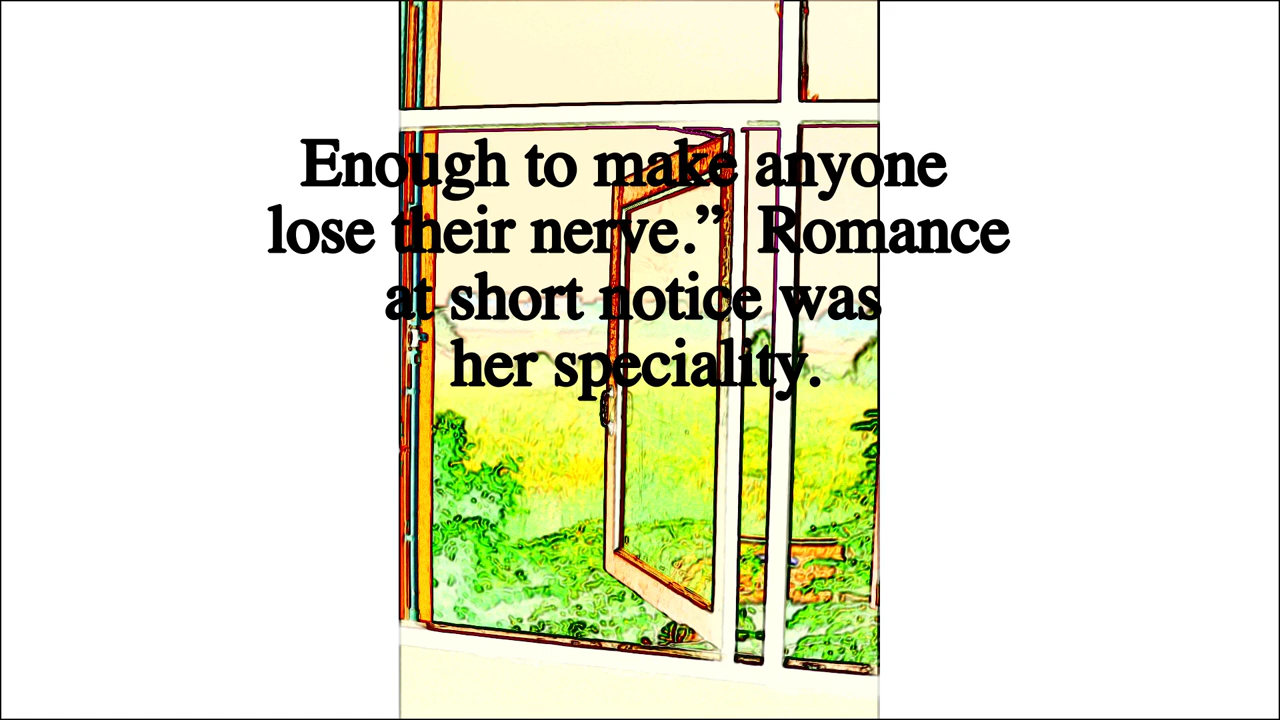 Enough to make anyone
lose their nerve.”  Romance
at short notice was
her speciality.